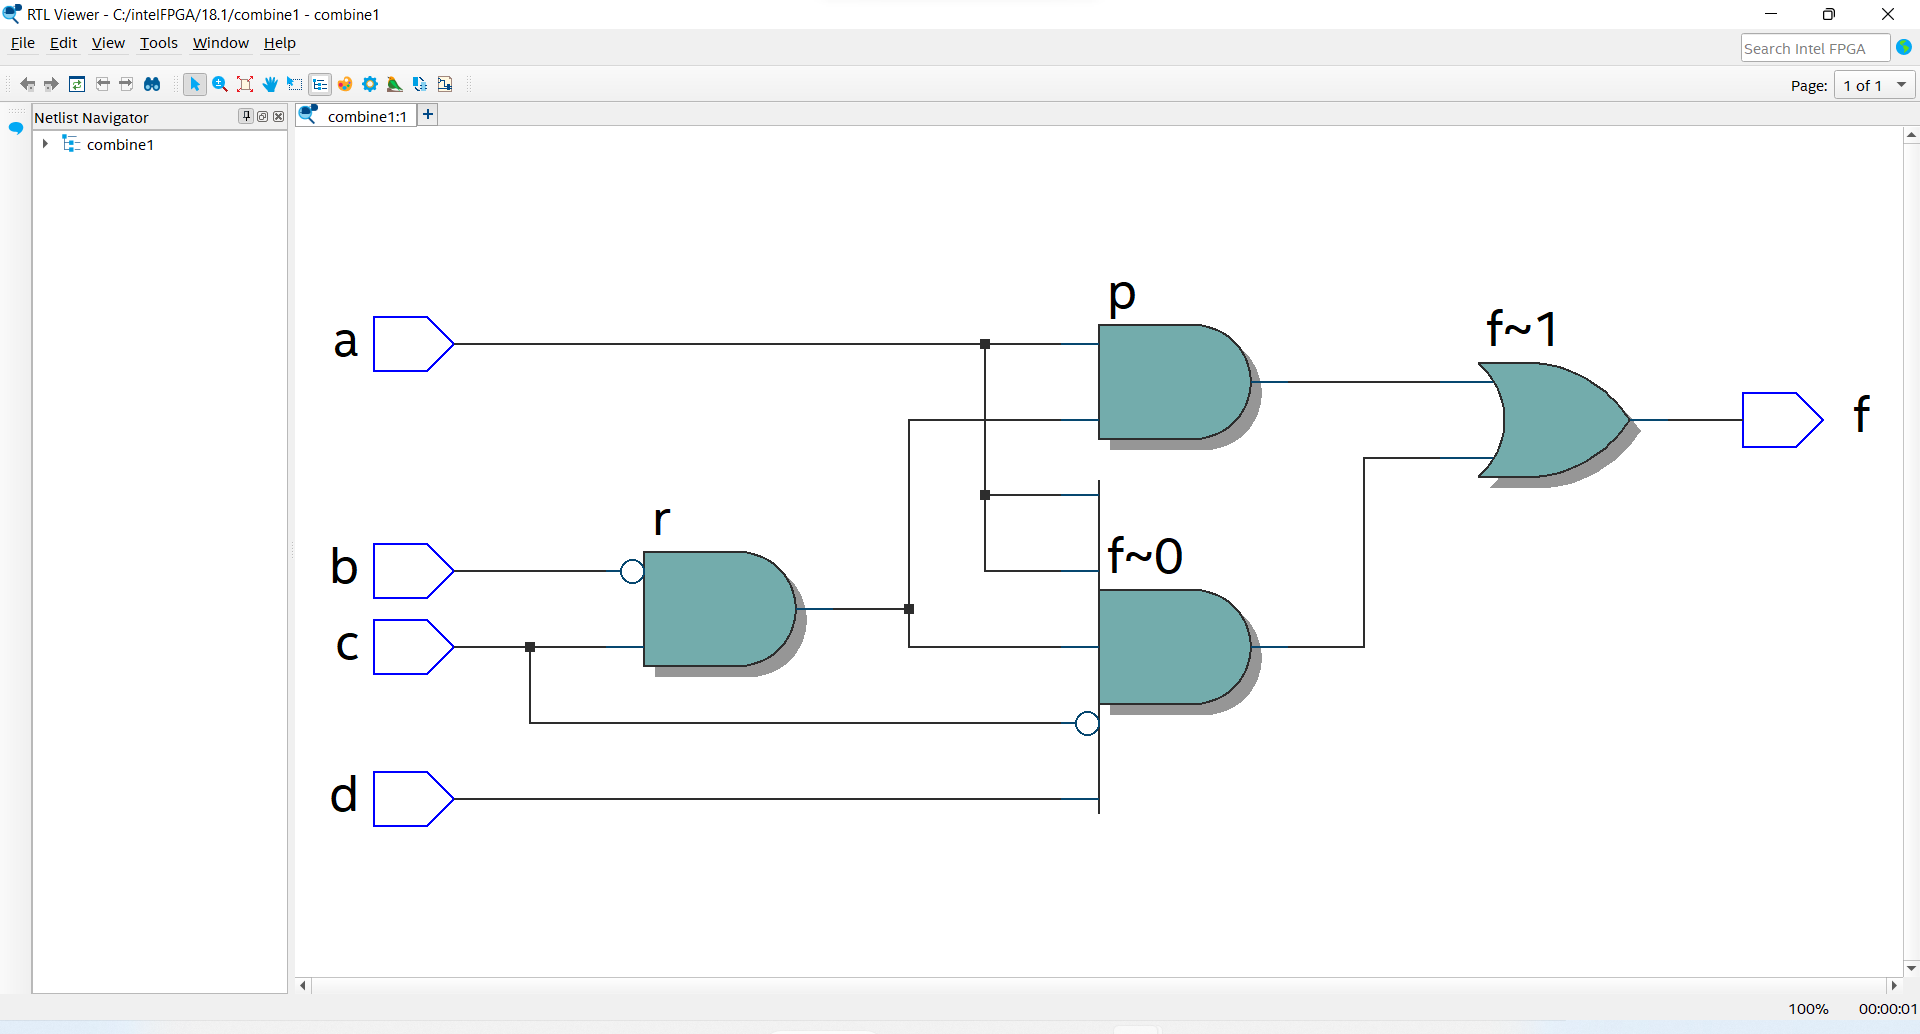 RTL Viewer - C:/intelFPGA/18.1/combine1 - combine1
File Edit View Tools Window Help
Search Intel FPGA
Page: 1 of 1
Netlist Navigator
combine1:1 +
combine1
p
f~1
a
f
r
f~0
b
c
d
100% 00:00:01